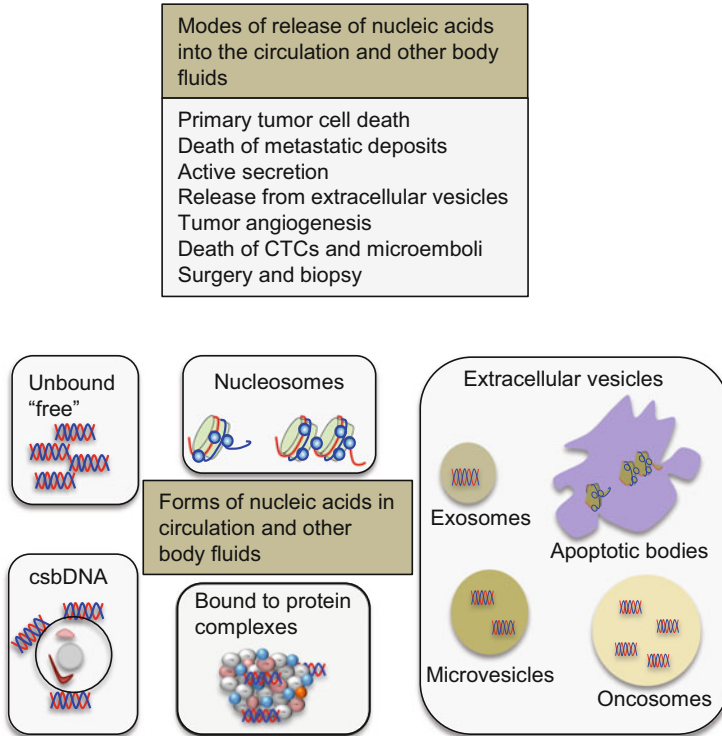 Modes of release of nucleic acids
into the circulation and other body
fluids
Primary tumor cell death
Death of metastatic deposits
Active secretion
Release from extracellular vesicles
Tumor angiogenesis
Death of CTCs and microemboli
Surgery and biopsy
Unbound
“free”
Nucleosomes
Extracellular vesicles
Exosomes
Apoptotic bodies
Forms of nucleic acids in
circulation and other
body fluids
csbDNA
Bound to protein
complexes
Microvesicles
Oncosomes